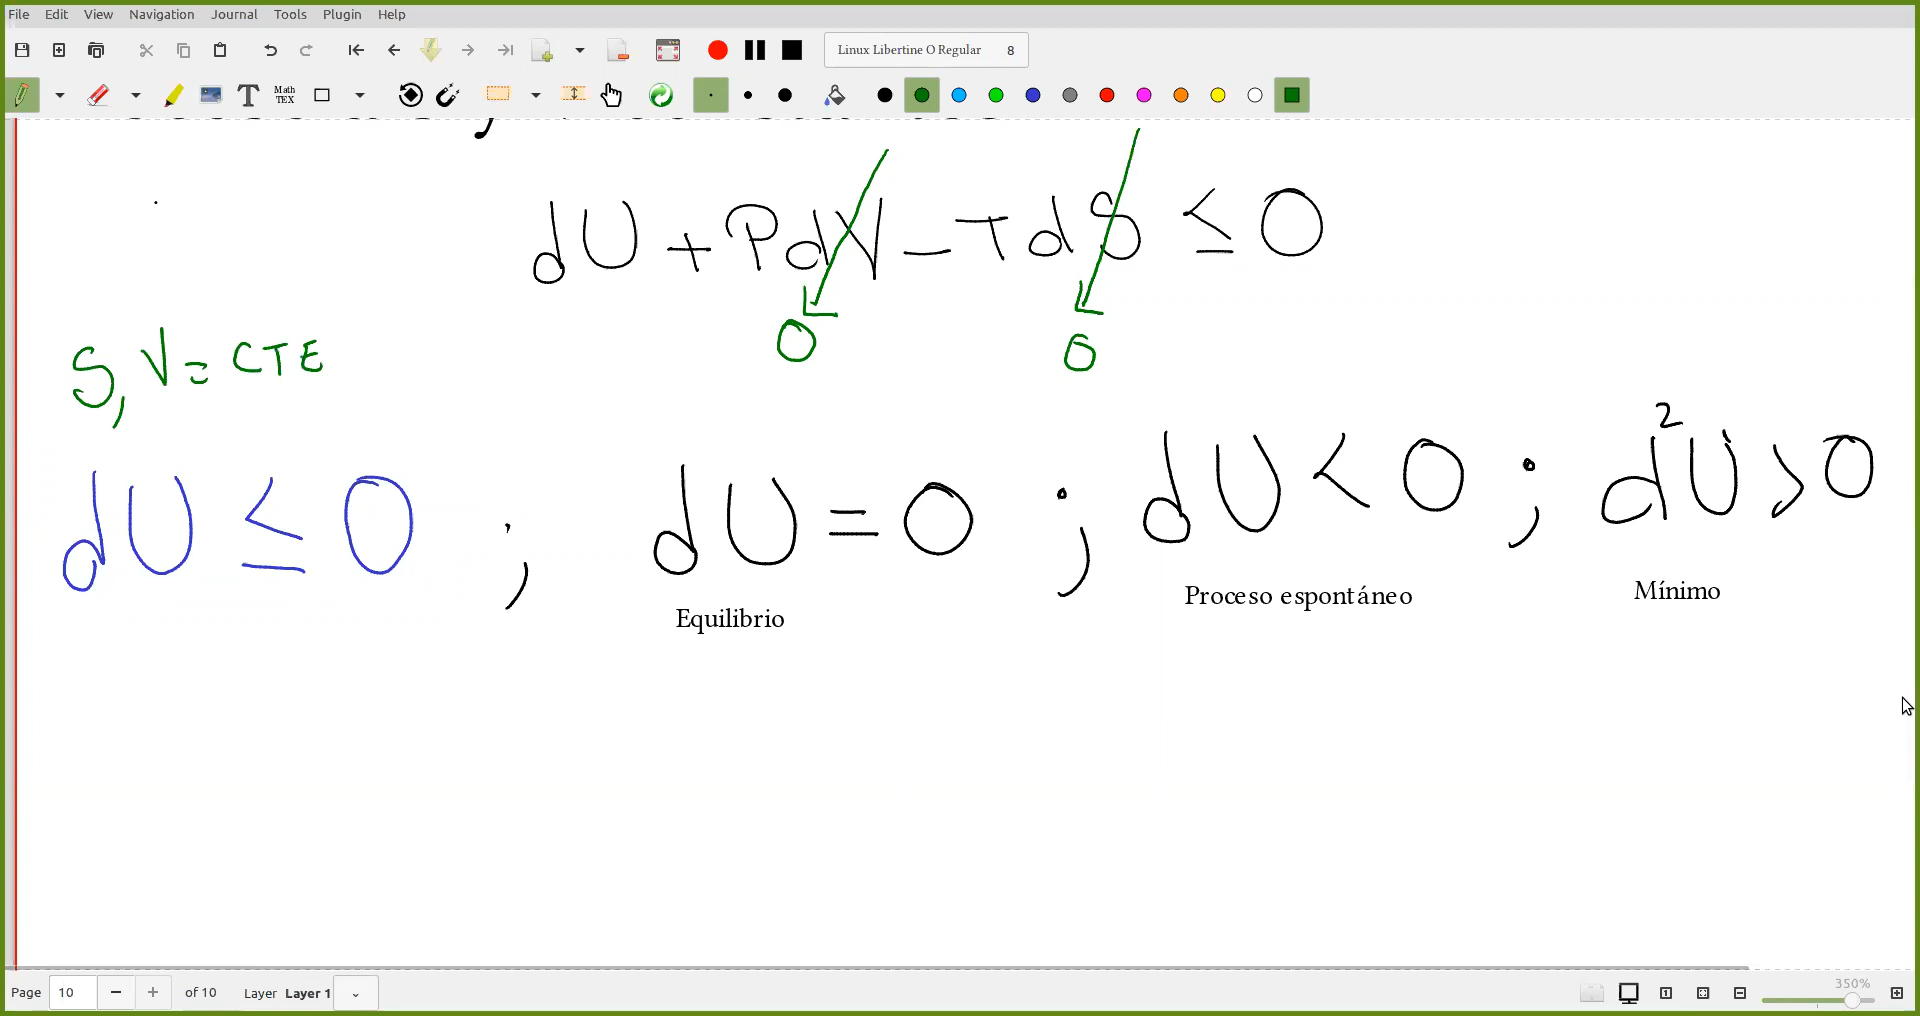 File Edit View Navigation Journal Tools Plugin Help
Linux Libertine O Regular 8
Math TEX
dU + PdV - TdS ≤ 0
0 0
S, V = CTE
dU ≤ 0 ; dU = 0 ; dU < 0 ; d²U > 0
Equilibrio Proceso espontáneo Mínimo
350%
Page 10 of 10 Layer Layer 1